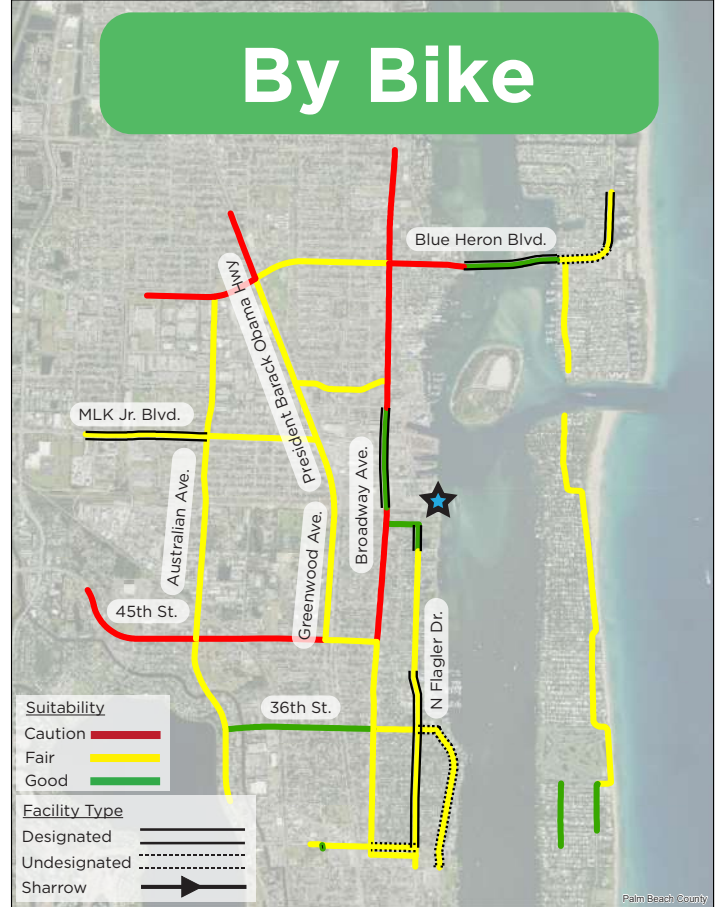 By Bike
Blue Heron Blvd.
President Barack Obama Hwy
MLK Jr. Blvd.
Australian Ave.
Broadway Ave.
Greenwood Ave.
45th St.
N Flagler Dr.
36th St.
Suitability
Caution
Fair
Good
Facility Type
Designated
Undesignated
Sharrow
Palm Beach County